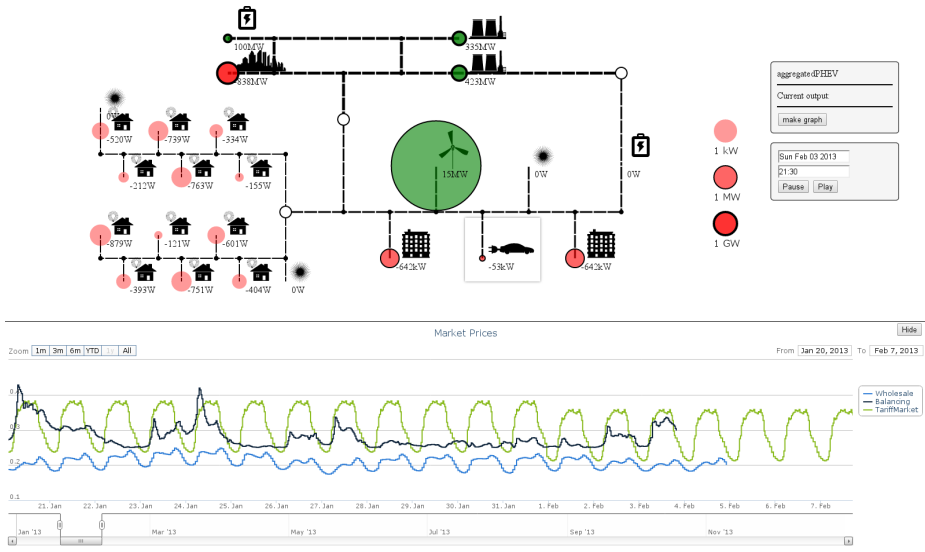 100MW
335MW
-838MW
-423MW
aggregatedPHEV
Current output:
make graph
0W
-520W
-739W
-334W
1 kW
Sun Feb 03 2013
21:30
Pause Play
15MW
0W
0W
-212W
-763W
-155W
1 MW
-879W
-121W
-601W
1 GW
-642kW
-53kW
-642kW
-393W
-751W
-404W
0W
Market Prices
Hide
Zoom 1m 3m 6m YTD 1y All
From Jan 20, 2013 To Feb 7, 2013
Wholesale
Balancing
TariffMarket
0.2
0.1
21. Jan 22. Jan 23. Jan 24. Jan 25. Jan 26. Jan 27. Jan 28. Jan 29. Jan 30. Jan 31. Jan 1. Feb 2. Feb 3. Feb 4. Feb 5. Feb 6. Feb 7. Feb
Jan '13 Mar '13 May '13 Jul '13 Sep '13 Nov '13